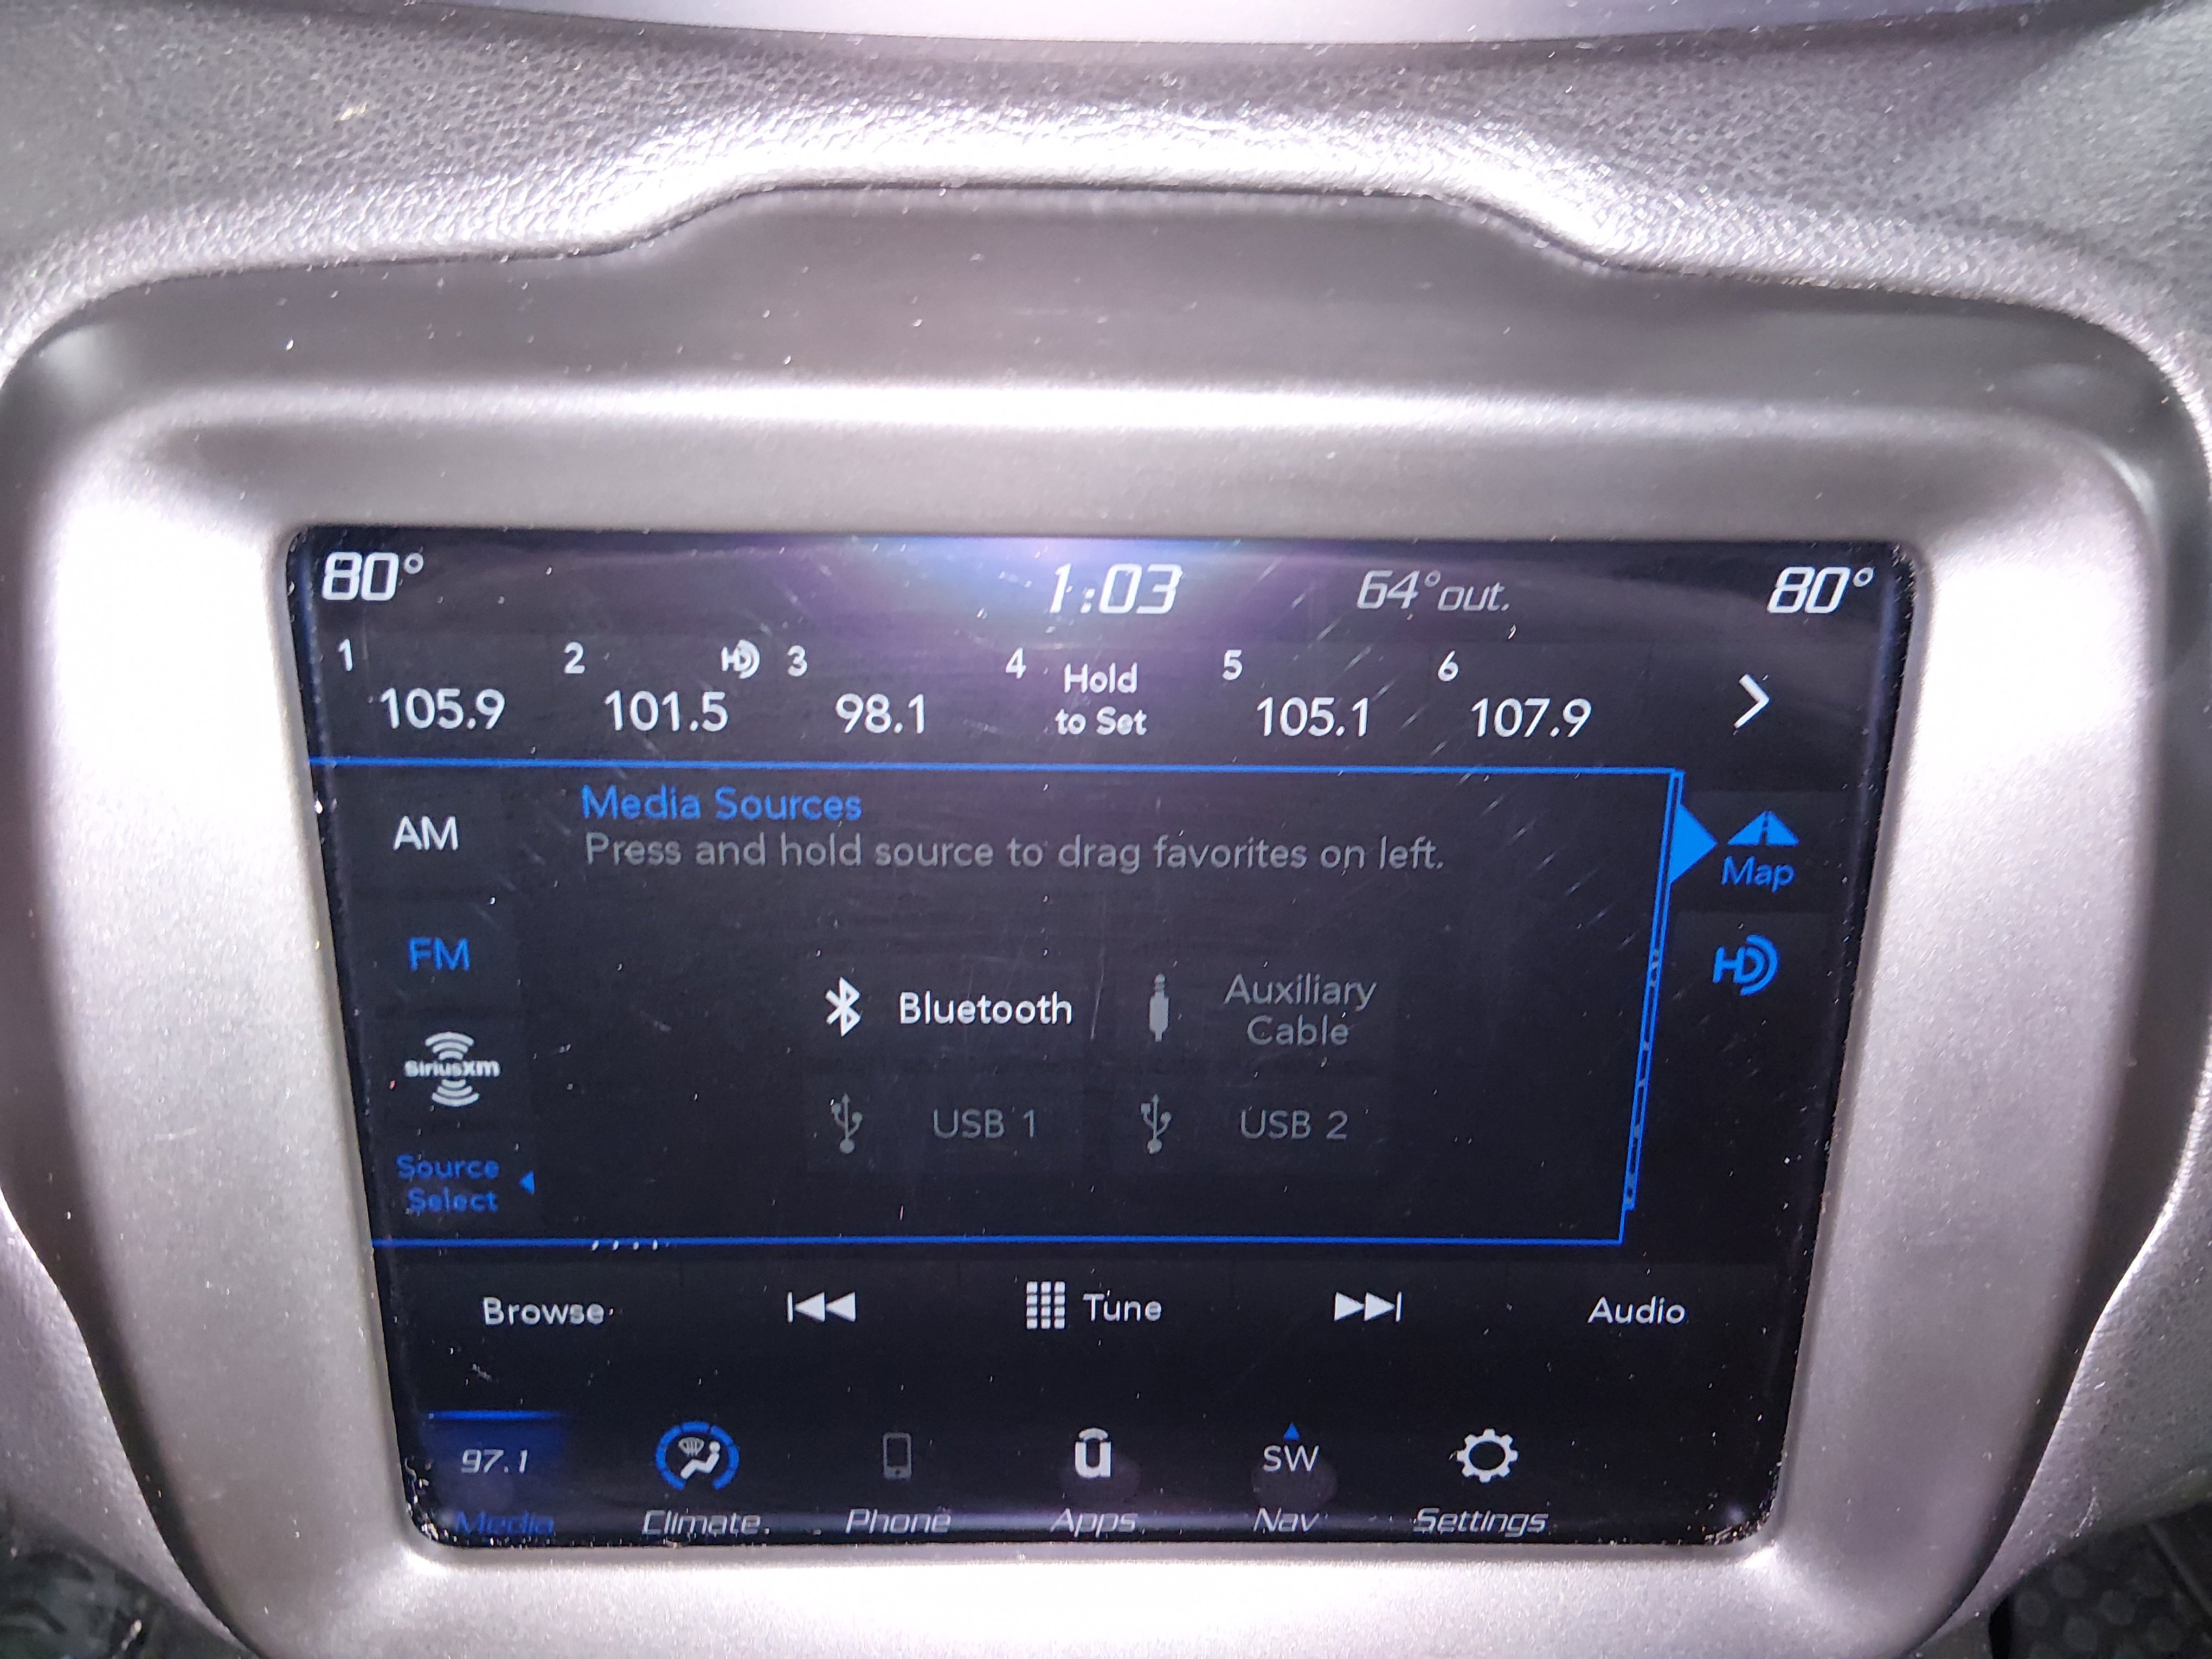 80° 1:03 64° out. 80°
1 2 HD 3 4 5 6
105.9 101.5 98.1 Hold to Set 105.1 107.9
AM
FM
SiriusXM
Source
Select
Media Sources
Press and hold source to drag favorites on left.
Bluetooth
Auxiliary
Cable
USB 1
USB 2
Map
HD
Browse Tune Audio
97.1 u SW
Media Climate Phone Apps Nav Settings